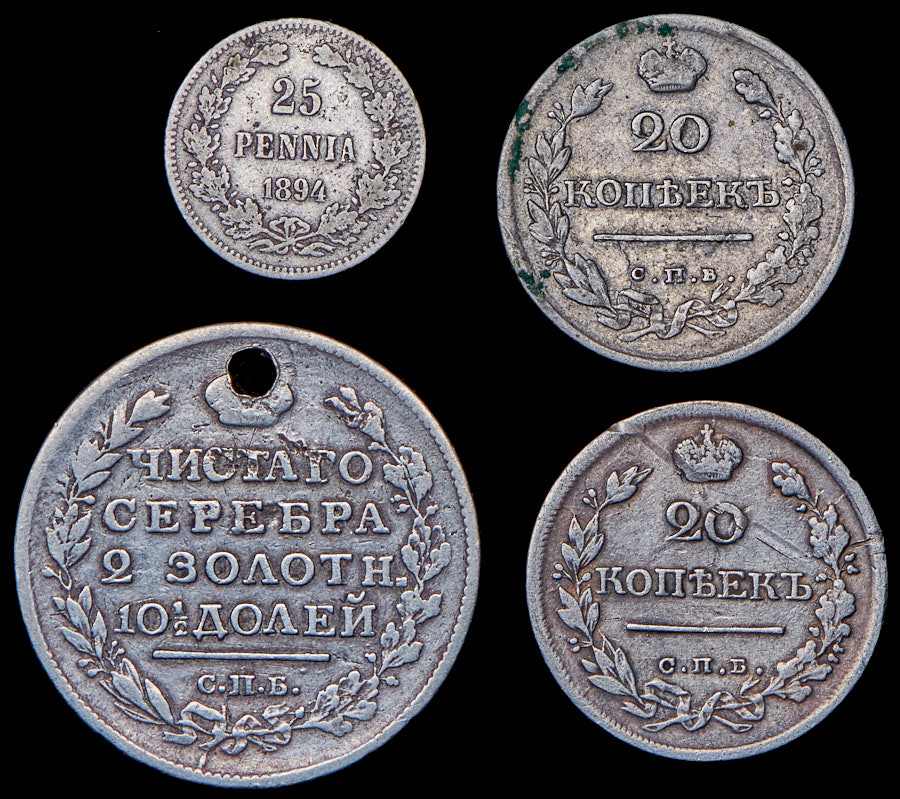 25
PENNIA
1894
20
КОПѢЕКЪ
С.П.Б.
ЧИСТАГО
СЕРЕБРА
2 ЗОЛОТН.
10½ ДОЛЕЙ
С.П.Б.
20
КОПѢЕКЪ
С.П.Б.